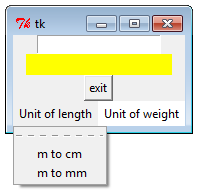 tk
exit
Unit of length Unit of weight
m to cm
m to mm